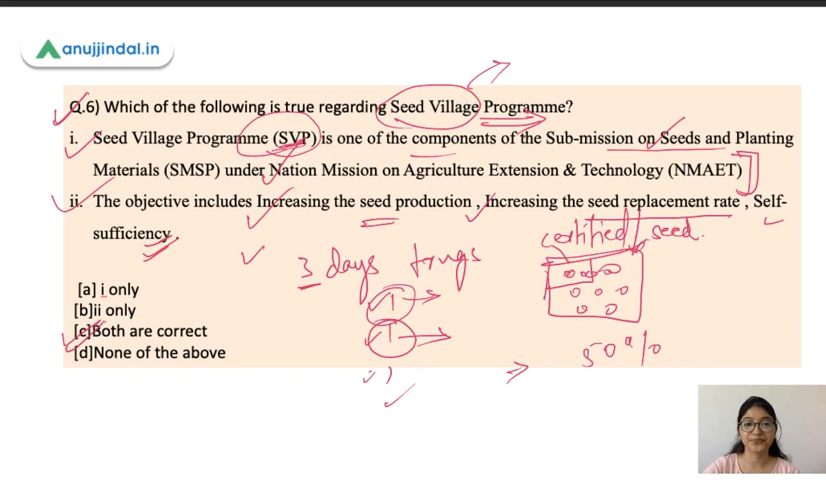 anujjindal.in
Q.6) Which of the following is true regarding Seed Village Programme?
i. Seed Village Programme (SVP) is one of the components of the Sub-mission on Seeds and Planting
Materials (SMSP) under Nation Mission on Agriculture Extension & Technology (NMAET)
ii. The objective includes Increasing the seed production , Increasing the seed replacement rate , Self-
sufficiency.
certified seed.
3 days
[a] i only
[b]ii only
[c]Both are correct
[d]None of the above
50%